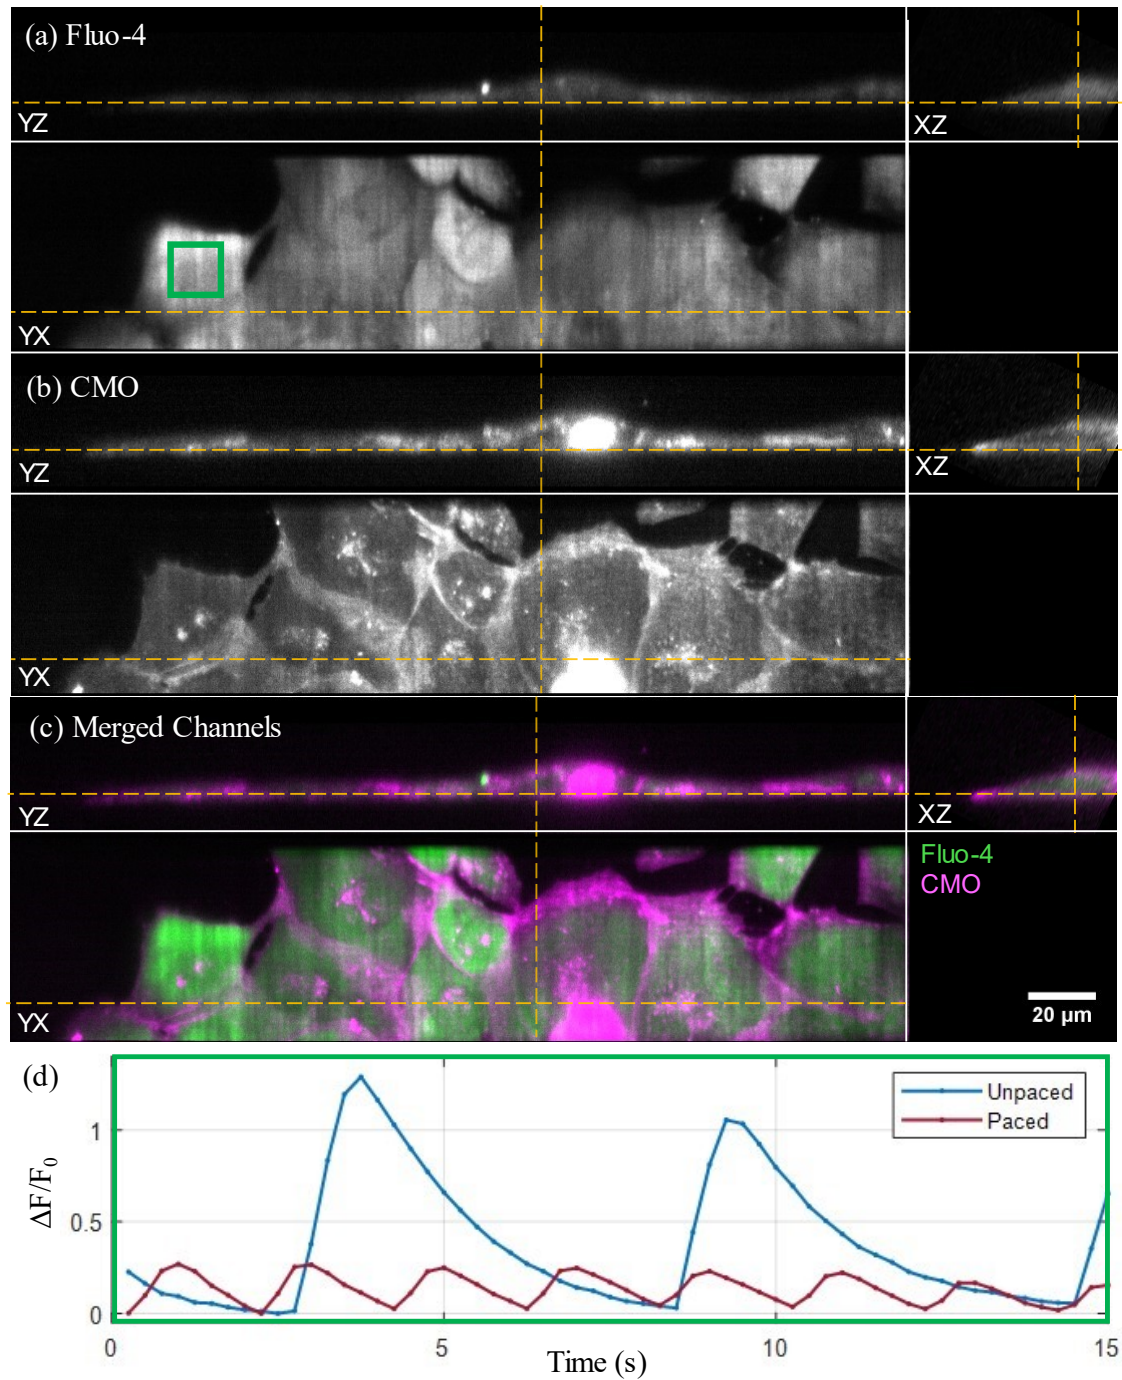 (a) Fluo-4
YZ
XZ
YX
(b) CMO
YZ
XZ
YX
(c) Merged Channels
YZ
XZ
Fluo-4
CMO
20 μm
YX
(d)
Unpaced
Paced
ΔF/F0
1
0.5
0
0 5 10 15
Time (s)